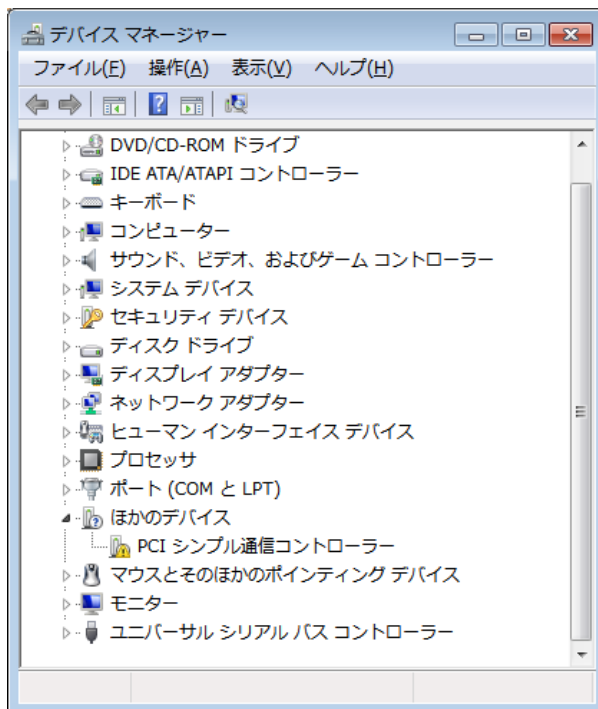 デバイス マネージャー
ファイル(F) 操作(A) 表示(V) ヘルプ(H)
DVD/CD-ROM ドライブ
IDE ATA/ATAPI コントローラー
キーボード
コンピューター
サウンド、ビデオ、およびゲーム コントローラー
システム デバイス
セキュリティ デバイス
ディスク ドライブ
ディスプレイ アダプター
ネットワーク アダプター
ヒューマン インターフェイス デバイス
プロセッサ
ポート (COM と LPT)
ほかのデバイス
PCI シンプル通信コントローラー
マウスとそのほかのポインティング デバイス
モニター
ユニバーサル シリアル バス コントローラー